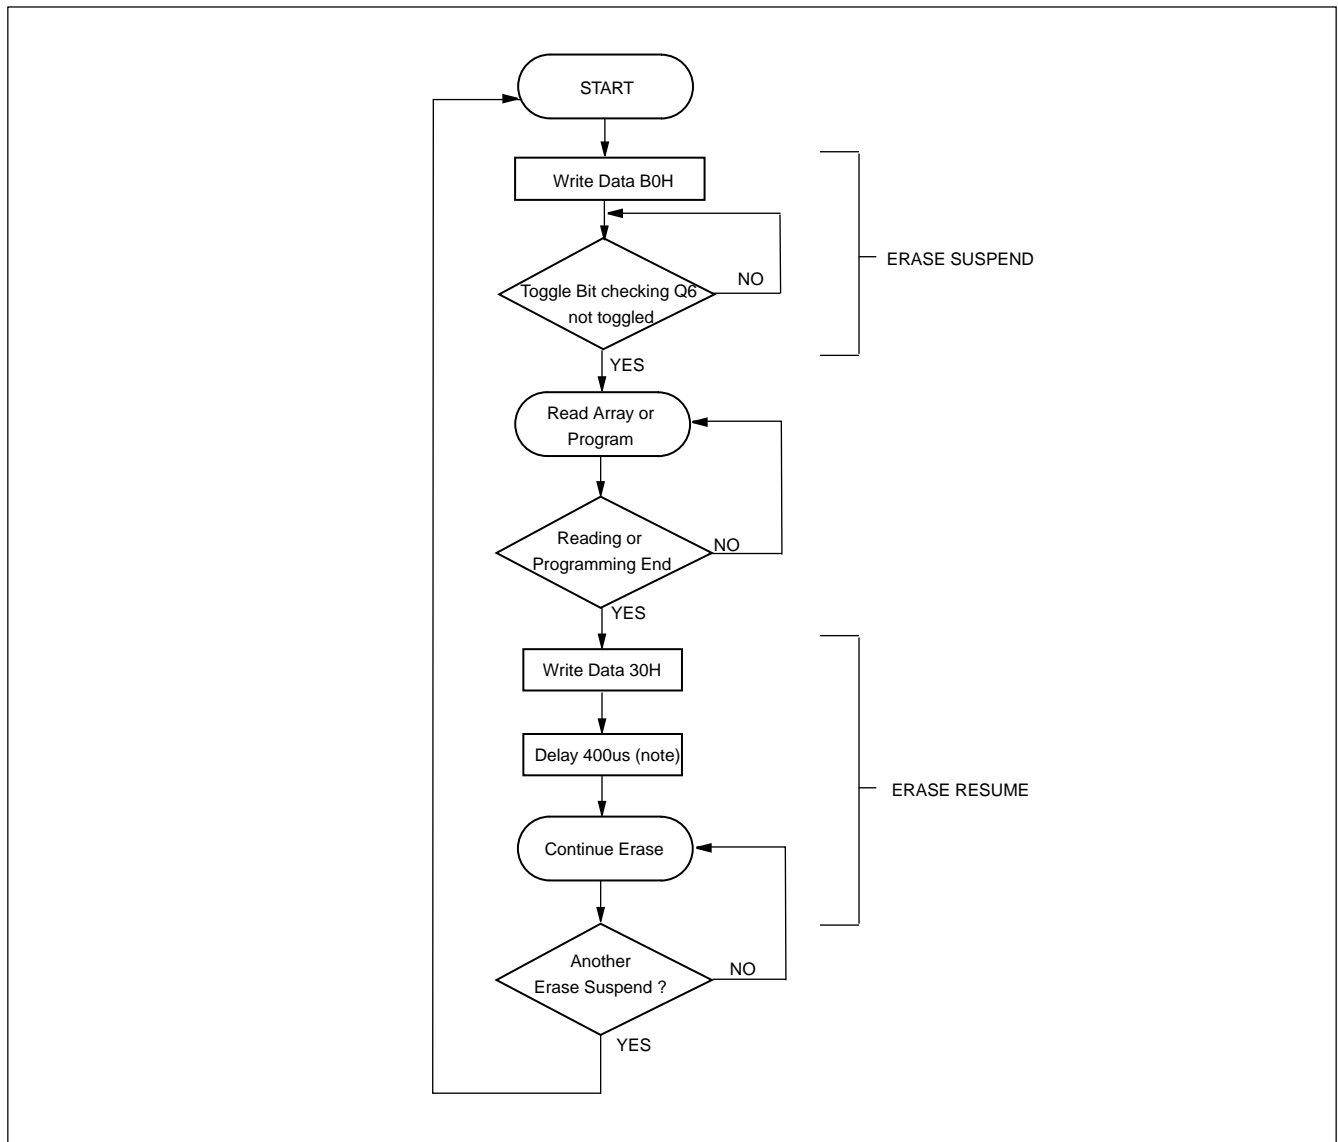 START
Write Data B0H
ERASE SUSPEND
NO
Toggle Bit checking Q6
not toggled
YES
Read Array or
Program
Reading or
NO
Programming End
YES
Write Data 30H
Delay 400us (note)
ERASE RESUME
Continue Erase
Another
NO
Erase Suspend ?
YES